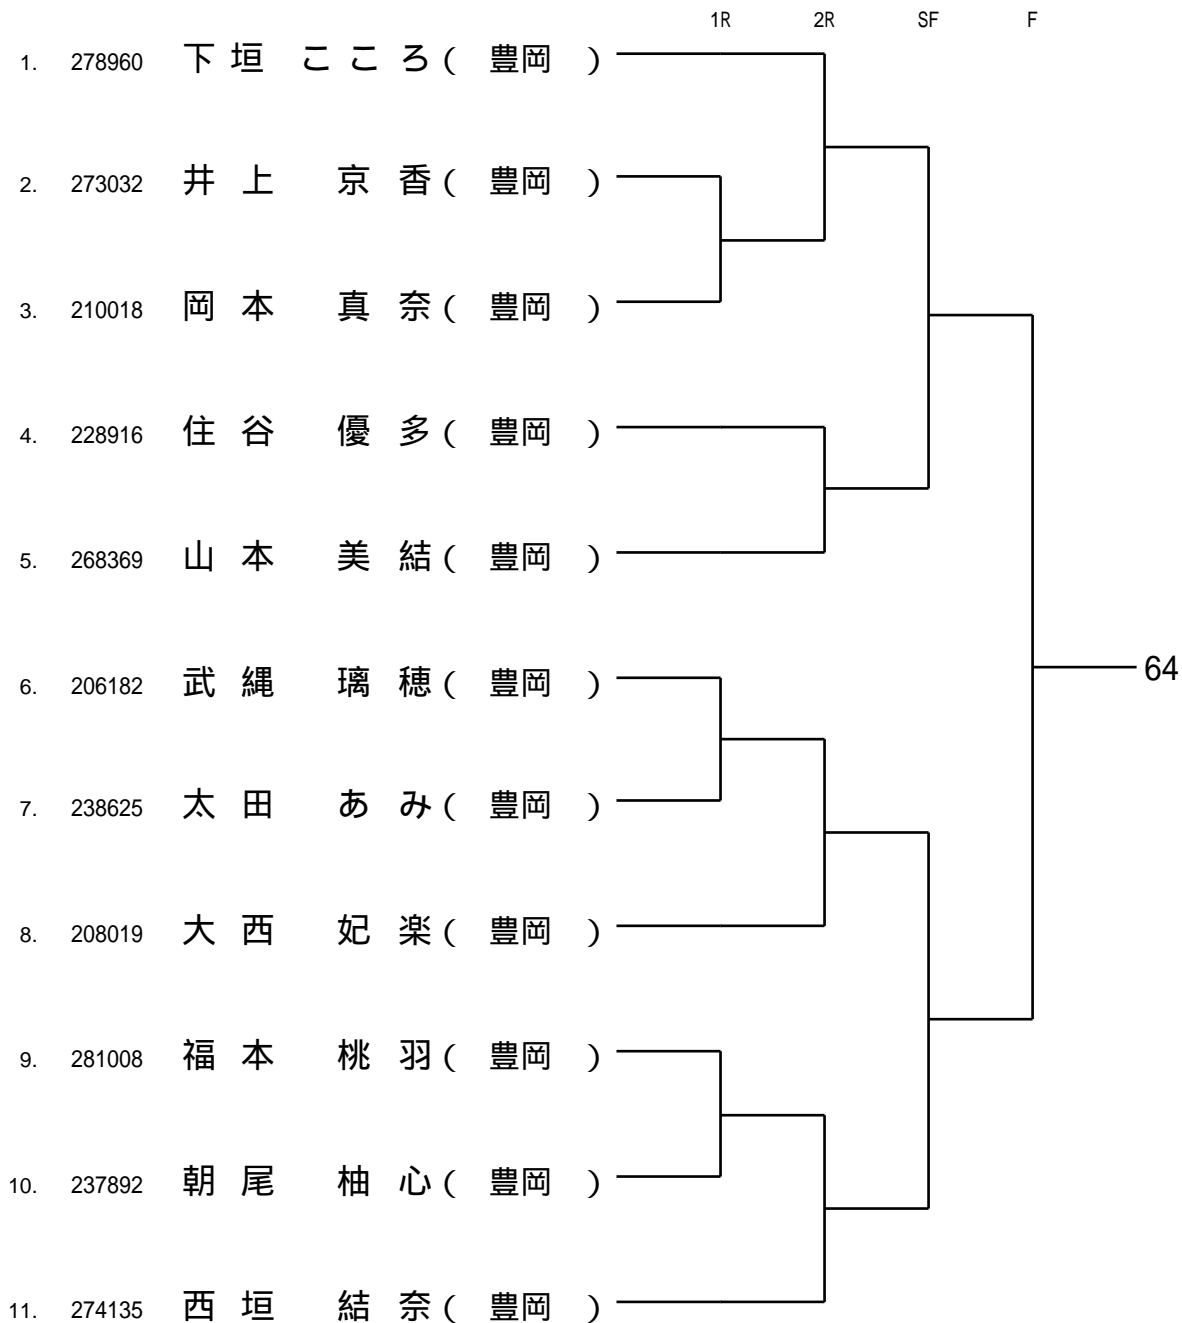 1R 2R SF F
1. 278960 下垣 こころ( 豊岡 )
2. 273032 井上 京香( 豊岡 )
3. 210018 岡本 真奈( 豊岡 )
4. 228916 住谷 優多( 豊岡 )
5. 268369 山本 美結( 豊岡 )
6. 206182 武縄 璃穂( 豊岡 )
64
7. 238625 太田 あみ( 豊岡 )
8. 208019 大西 妃楽( 豊岡 )
9. 281008 福本 桃羽( 豊岡 )
10. 237892 朝尾 柚心( 豊岡 )
11. 274135 西垣 結奈( 豊岡 )